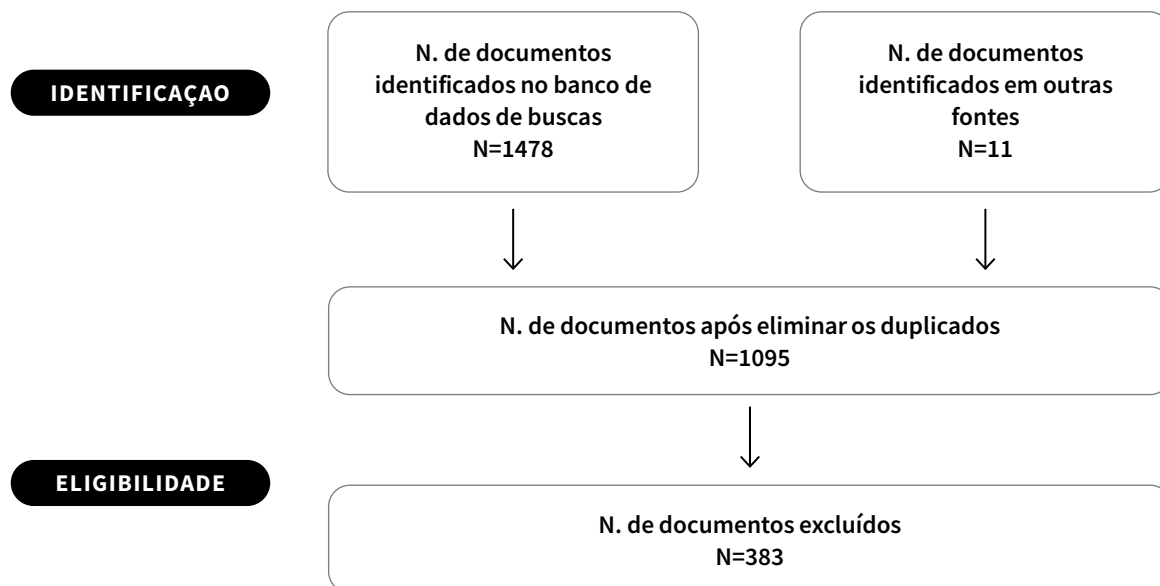 IDENTIFICAÇAO
N. de documentos
identificados no banco de
dados de buscas
N=1478
N. de documentos
identificados em outras
fontes
N=11
N. de documentos após eliminar os duplicados
N=1095
ELIGIBILIDADE
N. de documentos excluídos
N=383